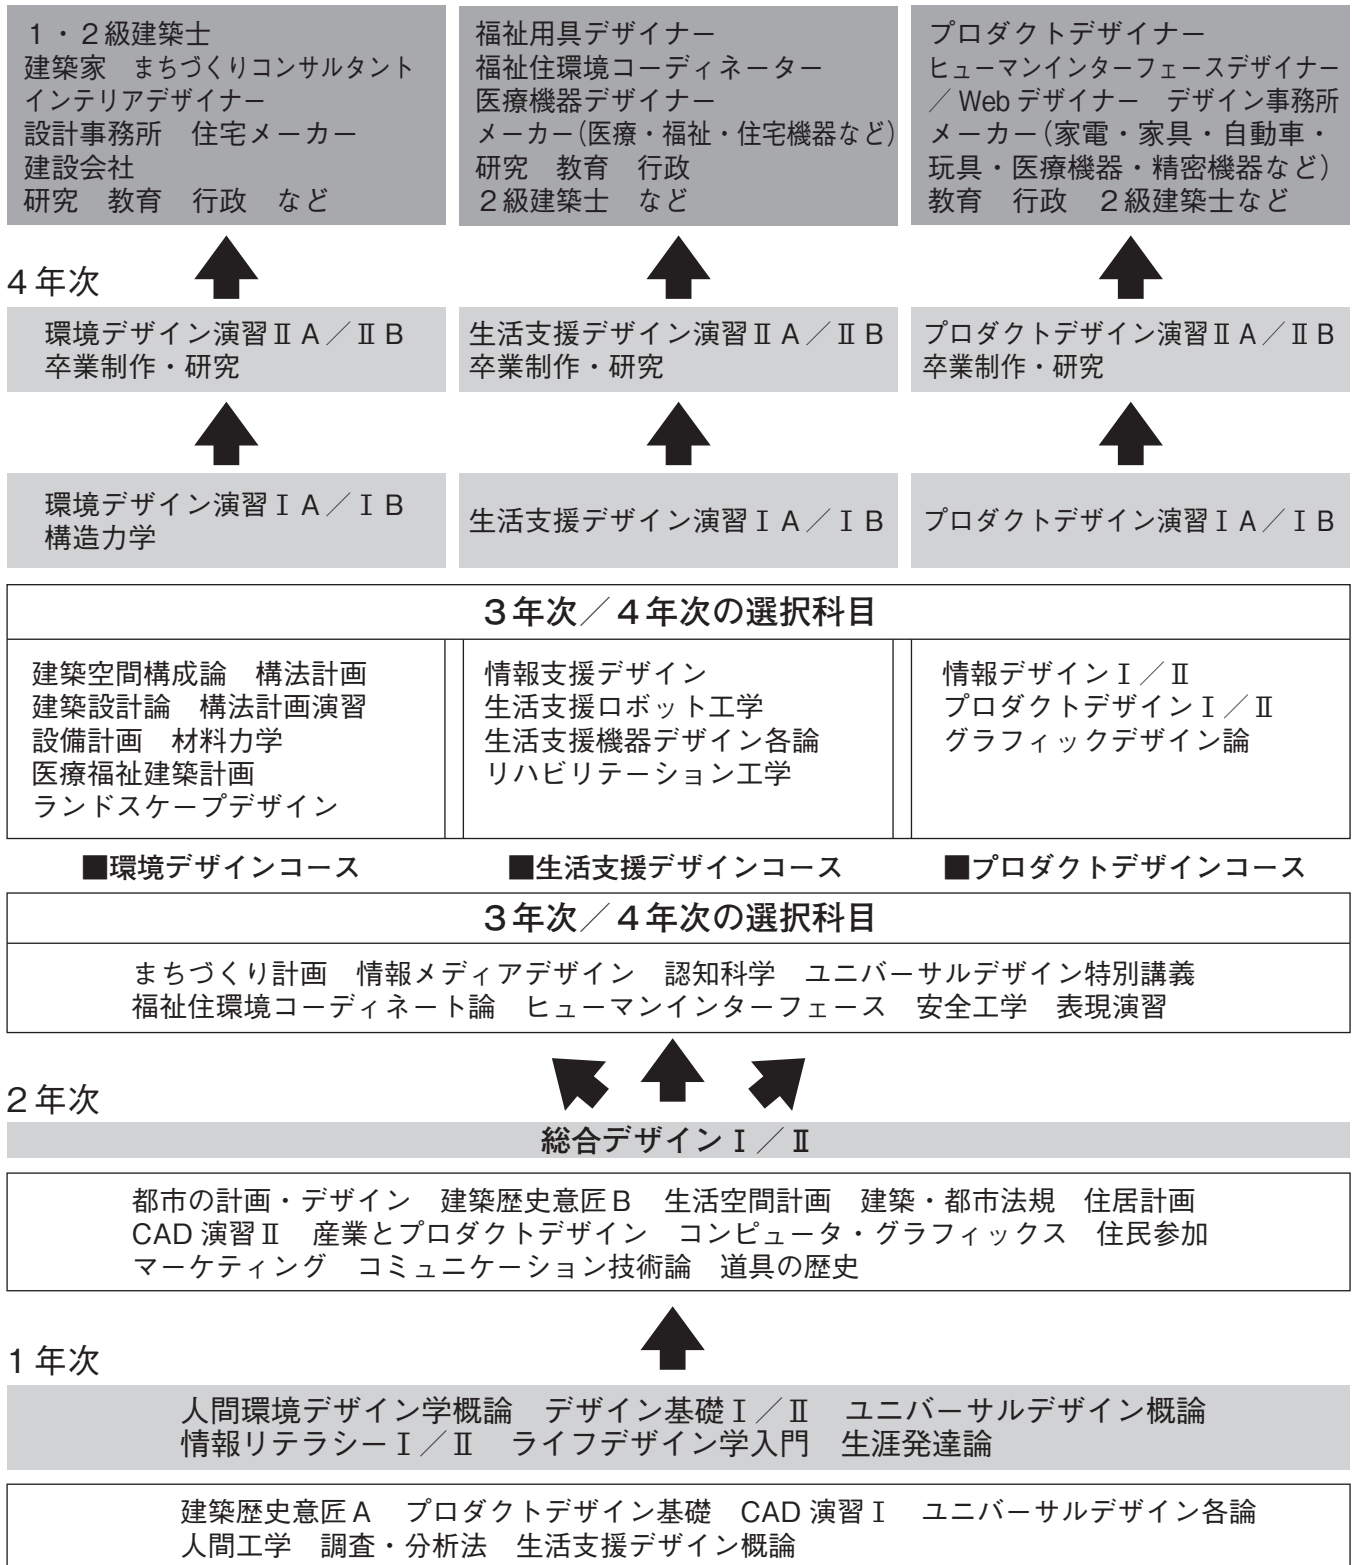 １・２級建築士
建築家　まちづくりコンサルタント
インテリアデザイナー
設計事務所　住宅メーカー
建設会社
研究　教育　行政　など
福祉用具デザイナー
福祉住環境コーディネーター
医療機器デザイナー
メーカー（医療・福祉・住宅機器など）
研究　教育　行政
２級建築士　など
プロダクトデザイナー
ヒューマンインターフェースデザイナー
／Webデザイナー　デザイン事務所
メーカー（家電・家具・自動車・
玩具・医療機器・精密機器など）
教育　行政　２級建築士など
４年次
環境デザイン演習ⅡＡ／ⅡＢ
卒業制作・研究
生活支援デザイン演習ⅡＡ／ⅡＢ
卒業制作・研究
プロダクトデザイン演習ⅡＡ／ⅡＢ
卒業制作・研究
環境デザイン演習ⅠＡ／ⅠＢ
構造力学
生活支援デザイン演習ⅠＡ／ⅠＢ
プロダクトデザイン演習ⅠＡ／ⅠＢ
３年次／４年次の選択科目
建築空間構成論　構法計画
建築設計論　構法計画演習
設備計画　材料力学
医療福祉建築計画
ランドスケープデザイン
情報支援デザイン
生活支援ロボット工学
生活支援機器デザイン各論
リハビリテーション工学
情報デザインⅠ／Ⅱ
プロダクトデザインⅠ／Ⅱ
グラフィックデザイン論
■環境デザインコース
■生活支援デザインコース
■プロダクトデザインコース
３年次／４年次の選択科目
まちづくり計画　情報メディアデザイン　認知科学　ユニバーサルデザイン特別講義
福祉住環境コーディネート論　ヒューマンインターフェース　安全工学　表現演習
２年次
総合デザインⅠ／Ⅱ
都市の計画・デザイン　建築歴史意匠Ｂ　生活空間計画　建築・都市法規　住居計画
CAD 演習Ⅱ　産業とプロダクトデザイン　コンピュータ・グラフィックス　住民参加
マーケティング　コミュニケーション技術論　道具の歴史
１年次
人間環境デザイン学概論　デザイン基礎Ⅰ／Ⅱ　ユニバーサルデザイン概論
情報リテラシーⅠ／Ⅱ　ライフデザイン学入門　生涯発達論
建築歴史意匠Ａ　プロダクトデザイン基礎　CAD 演習Ⅰ　ユニバーサルデザイン各論
人間工学　調査・分析法　生活支援デザイン概論